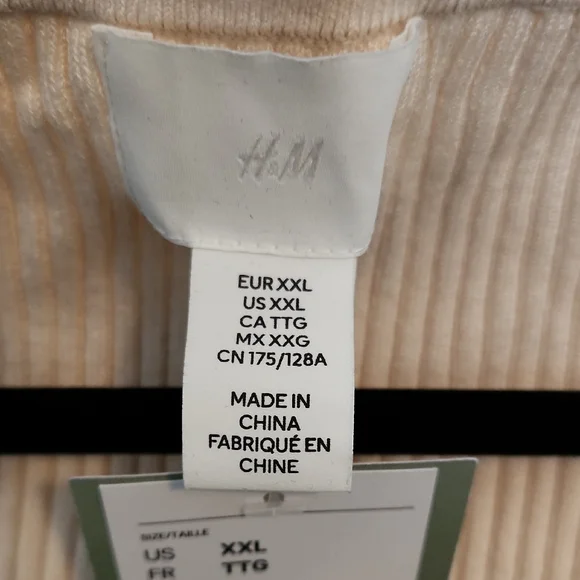 H&M
EUR XXL
US XXL
CA TTG
MX XXG
CN 175/128A
MADE IN
CHINA
FABRIQUÉ EN
CHINE
SIZE/TAILLE
US XXL
FR TTG